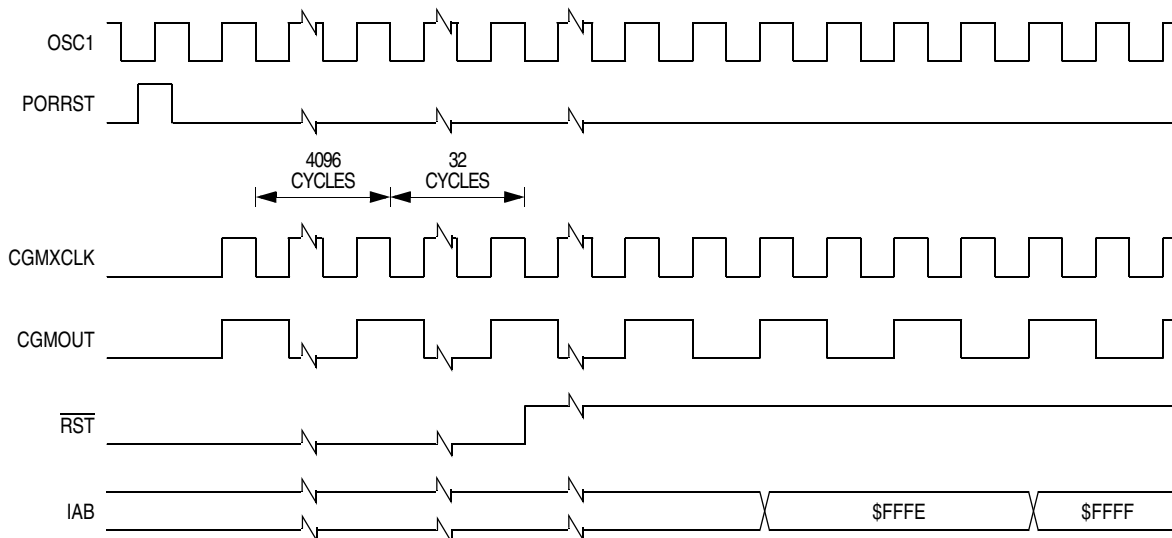 OSC1
PORRST
4096
CYCLES
32
CYCLES
CGMXCLK
CGMOUT
RST
IAB
$FFFE
$FFFF